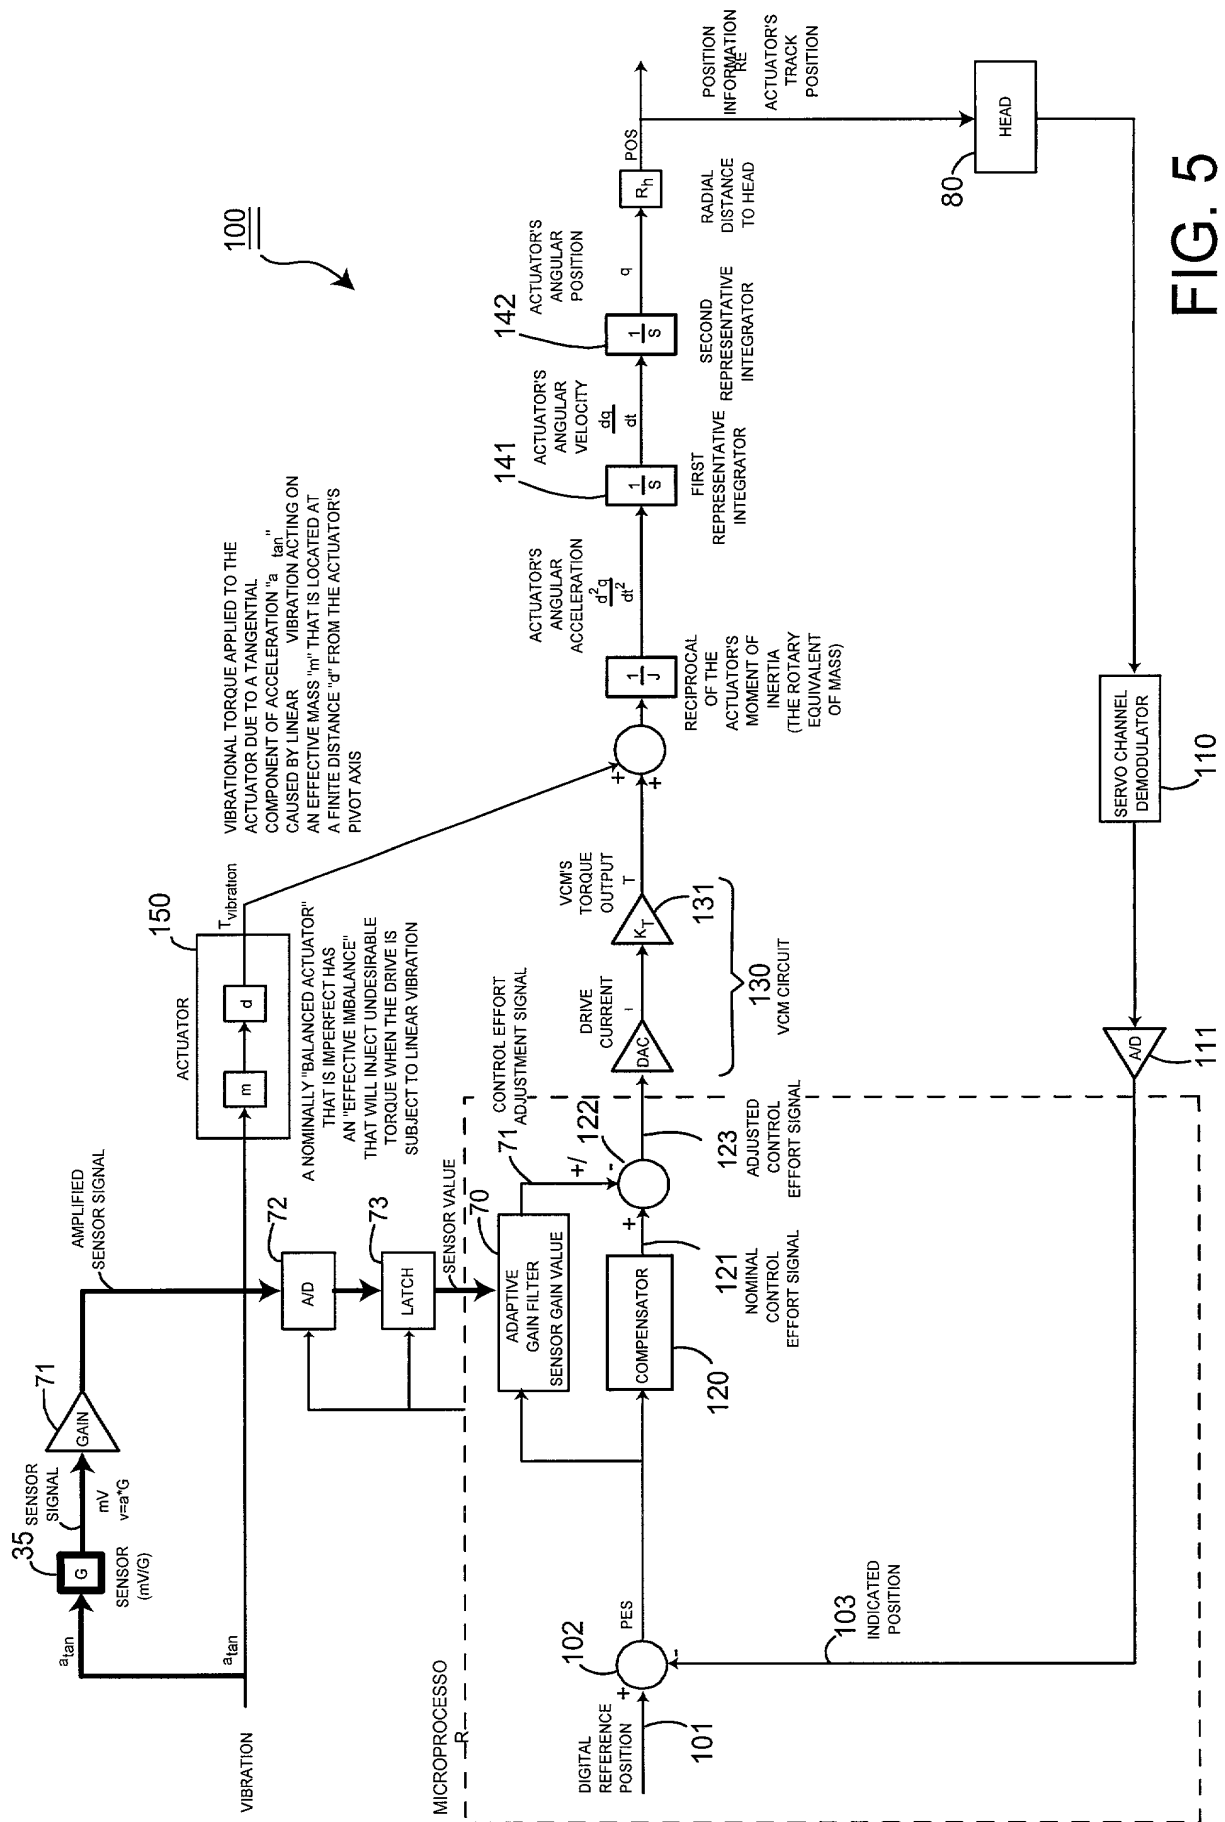 100
VIBRATION
a tan
a tan
35
G
SENSOR
(mV/G)
SENSOR
SIGNAL
mV
v=a*G
71
GAIN
AMPLIFIED
SENSOR SIGNAL
ACTUATOR
150
m
d
T vibration
VIBRATIONAL TORQUE APPLIED TO THE
ACTUATOR DUE TO A TANGENTIAL
COMPONENT OF ACCELERATION "a tan"
CAUSED BY LINEAR VIBRATION ACTING ON
AN EFFECTIVE MASS "m" THAT IS LOCATED AT
A FINITE DISTANCE "d" FROM THE ACTUATOR'S
PIVOT AXIS
A NOMINALLY "BALANCED ACTUATOR"
THAT IS IMPERFECT HAS
AN "EFFECTIVE IMBALANCE"
THAT WILL INJECT UNDESIRABLE
TORQUE WHEN THE DRIVE IS
SUBJECT TO LINEAR VIBRATION
72
A/D
73
LATCH
SENSOR VALUE
MICROPROCESSO
R
70
ADAPTIVE
GAIN FILTER
SENSOR GAIN VALUE
71
CONTROL EFFORT
ADJUSTMENT SIGNAL
+/
-
122
DIGITAL
REFERENCE
POSITION
101
+
102
-
PES
COMPENSATOR
120
+
121
NOMINAL
CONTROL
EFFORT SIGNAL
123
ADJUSTED
CONTROL
EFFORT SIGNAL
DAC
DRIVE
CURRENT
I
K T
131
VCM'S
TORQUE
OUTPUT
T
130
VCM CIRCUIT
+
+
1
J
RECIPROCAL
OF THE
ACTUATOR'S
MOMENT OF
INERTIA
(THE ROTARY
EQUIVALENT
OF MASS)
ACTUATOR'S
ANGULAR
ACCELERATION
d²q
dt²
141
1
S
FIRST
REPRESENTATIVE
INTEGRATOR
ACTUATOR'S
ANGULAR
VELOCITY
dq
dt
142
1
S
SECOND
REPRESENTATIVE
INTEGRATOR
ACTUATOR'S
ANGULAR
POSITION
q
R h
RADIAL
DISTANCE
TO HEAD
POS
POSITION
INFORMATION
RE
ACTUATOR'S
TRACK
POSITION
80
HEAD
SERVO CHANNEL
DEMODULATOR
110
A/D
111
103
INDICATED
POSITION
FIG. 5